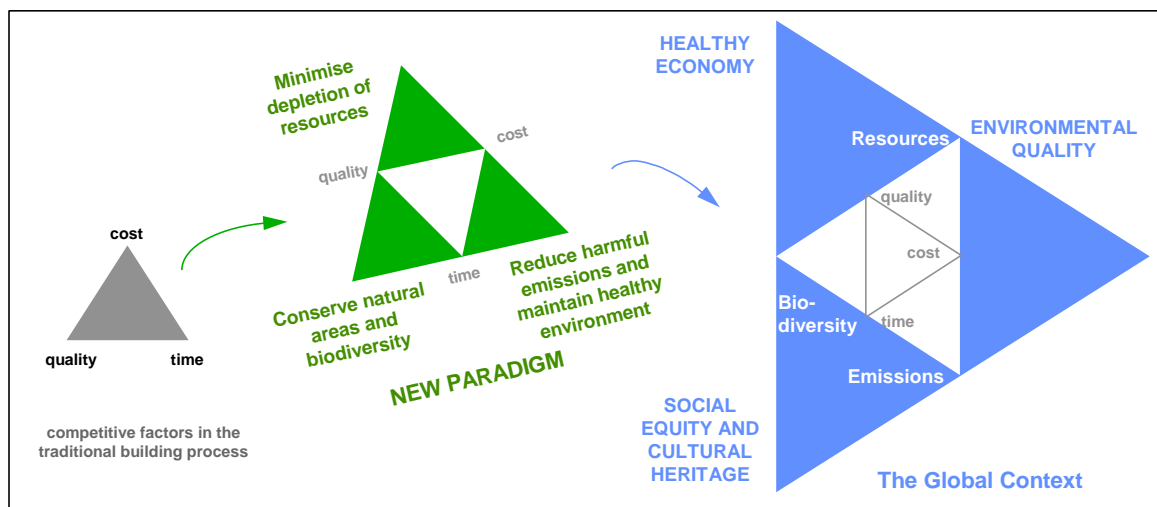 cost
quality
time
competitive factors in the
traditional building process
Minimise
depletion of
resources
cost
quality
time
Conserve natural
areas and
biodiversity
Reduce harmful
emissions and
maintain healthy
environment
NEW PARADIGM
HEALTHY
ECONOMY
ENVIRONMENTAL
QUALITY
Resources
quality
cost
time
Bio-
diversity
Emissions
SOCIAL
EQUITY AND
CULTURAL
HERITAGE
The Global Context